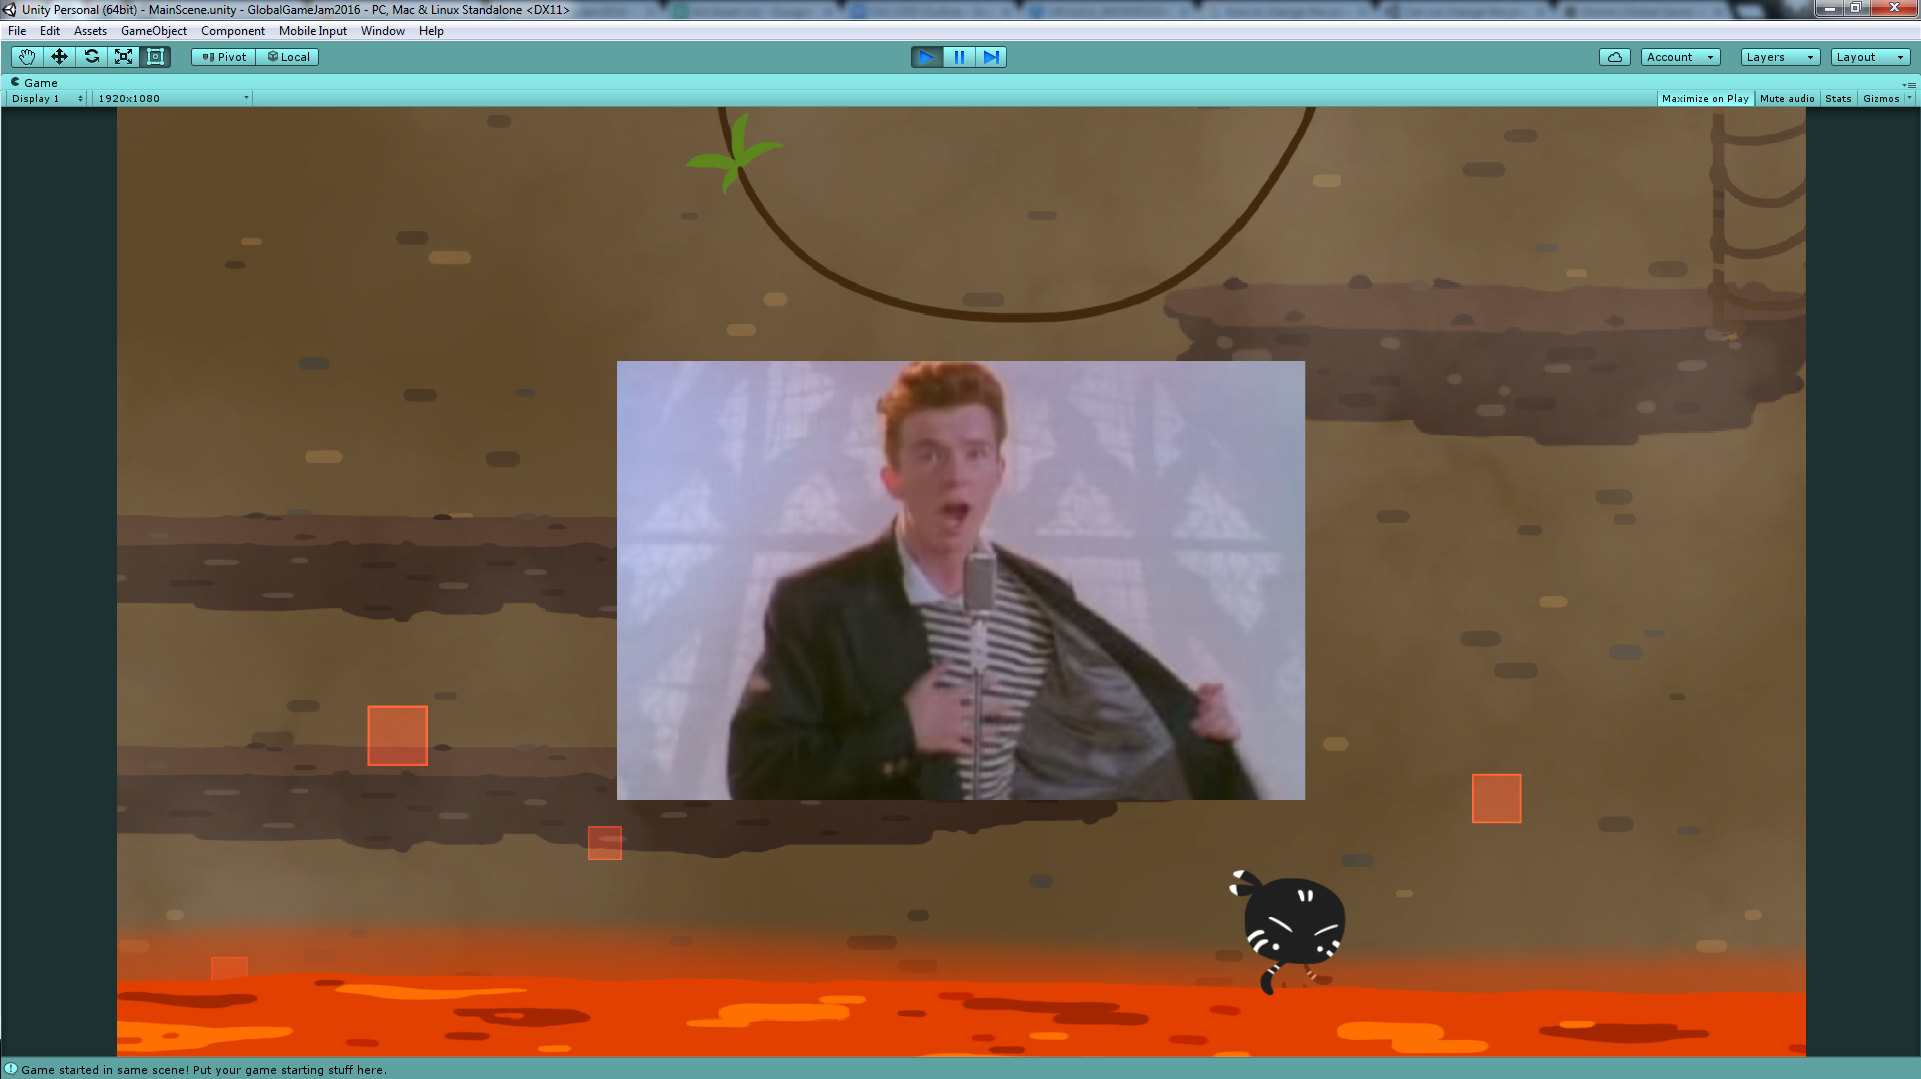 Unity Personal (64bit) - MainScene.unity - GlobalGameJam2016 - PC, Mac & Linux Standalone <DX11>
File Edit Assets GameObject Component Mobile Input Window Help
Pivot Local Account Layers Layout
Game
Display 1 1920x1080 Maximize on Play Mute audio Stats Gizmos
Game started in same scene! Put your game starting stuff here.